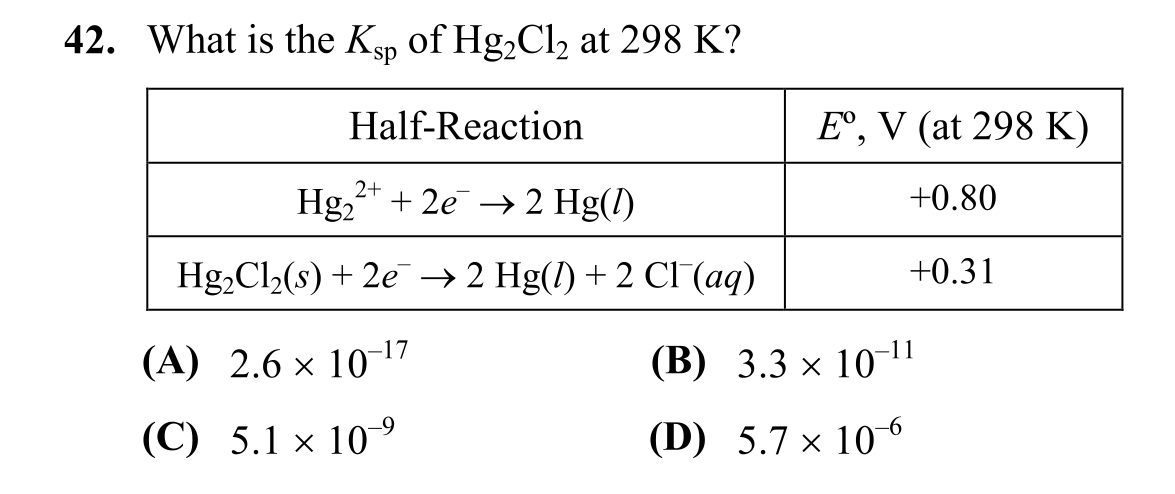 42. What is the Ksp of Hg2Cl2 at 298 K?
Half-Reaction Eº, V (at 298 K)
Hg₂²⁺ + 2e⁻ → 2 Hg(l) +0.80
Hg₂Cl₂(s) + 2e⁻ → 2 Hg(l) + 2 Cl⁻(aq) +0.31
(A) 2.6 × 10⁻¹⁷ (B) 3.3 × 10⁻¹¹
(C) 5.1 × 10⁻⁹ (D) 5.7 × 10⁻⁶